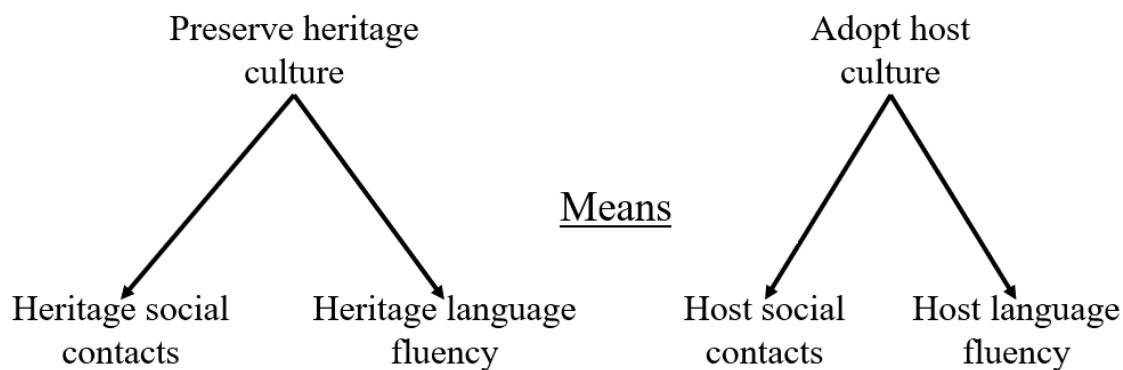 Preserve heritage
culture
Adopt host
culture
Means
Heritage social
contacts
Heritage language
fluency
Host social
contacts
Host language
fluency